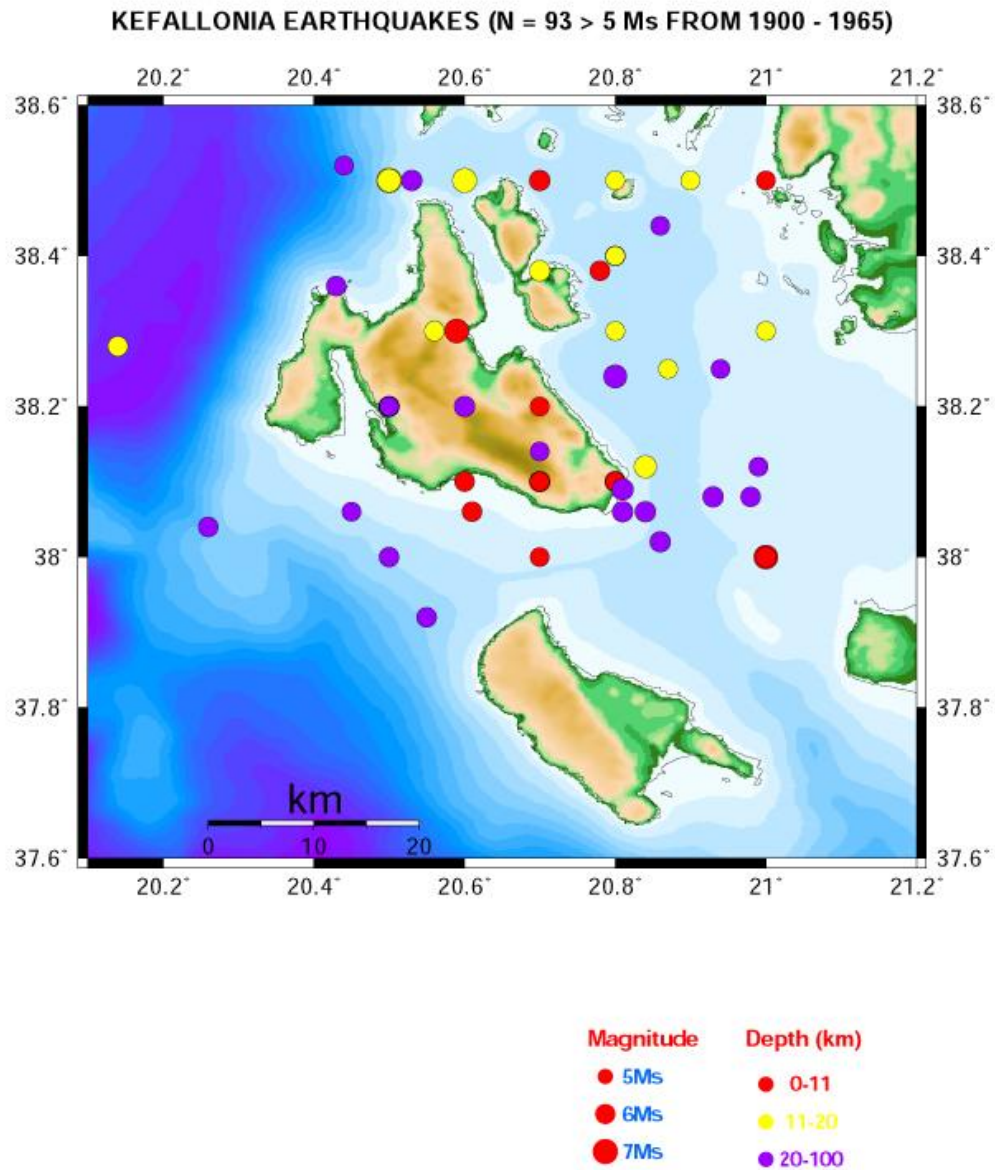 KEFALLONIA EARTHQUAKES (N = 93 > 5 Ms FROM 1900 - 1965)
20.2° 20.4° 20.6° 20.8° 21° 21.2°
38.6° 38.6°
38.4° 38.4°
38.2° 38.2°
38° 38°
37.8° 37.8°
km
0 10 20
37.6° 37.6°
20.2° 20.4° 20.6° 20.8° 21° 21.2°
Magnitude Depth (km)
5Ms 0-11
6Ms 11-20
7Ms 20-100